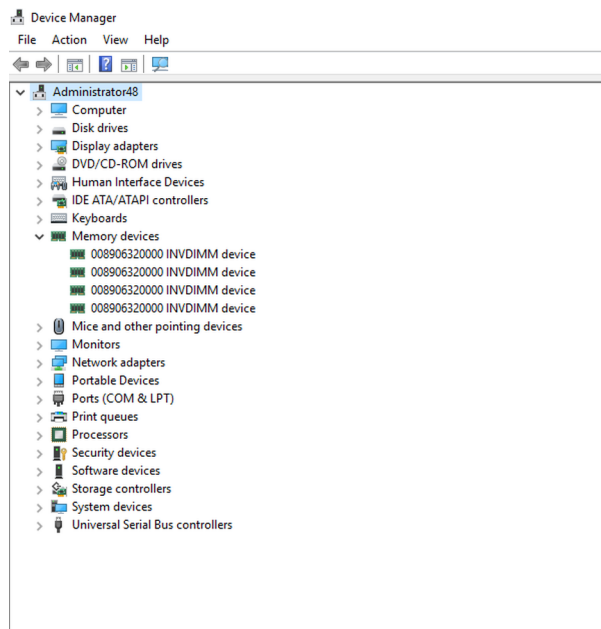 Device Manager
File Action View Help
Administrator48
Computer
Disk drives
Display adapters
DVD/CD-ROM drives
Human Interface Devices
IDE ATA/ATAPI controllers
Keyboards
Memory devices
008906320000 INVDIMM device
008906320000 INVDIMM device
008906320000 INVDIMM device
008906320000 INVDIMM device
Mice and other pointing devices
Monitors
Network adapters
Portable Devices
Ports (COM & LPT)
Print queues
Processors
Security devices
Software devices
Storage controllers
System devices
Universal Serial Bus controllers